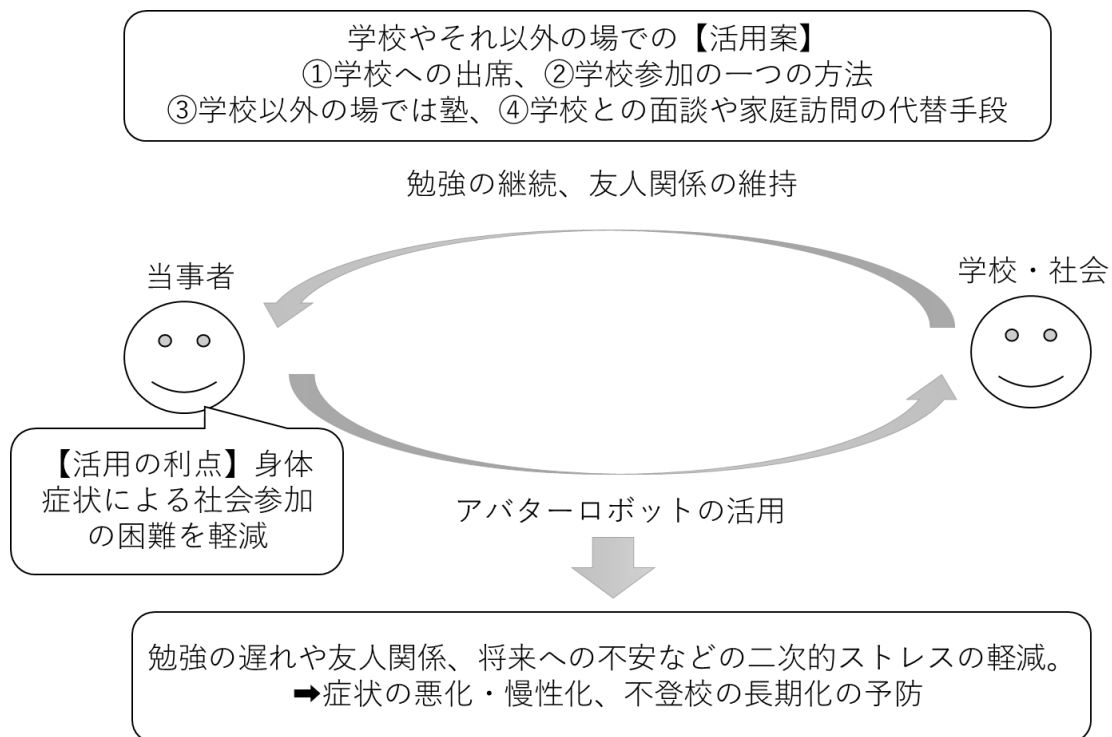 学校やそれ以外の場での【活用案】
①学校への出席、②学校参加の一つの方法
③学校以外の場では塾、④学校との面談や家庭訪問の代替手段
勉強の継続、友人関係の維持
当事者
学校・社会
【活用の利点】身体
症状による社会参加
の困難を軽減
アバターロボットの活用
勉強の遅れや友人関係、将来への不安などの二次的ストレスの軽減。
➡症状の悪化・慢性化、不登校の長期化の予防